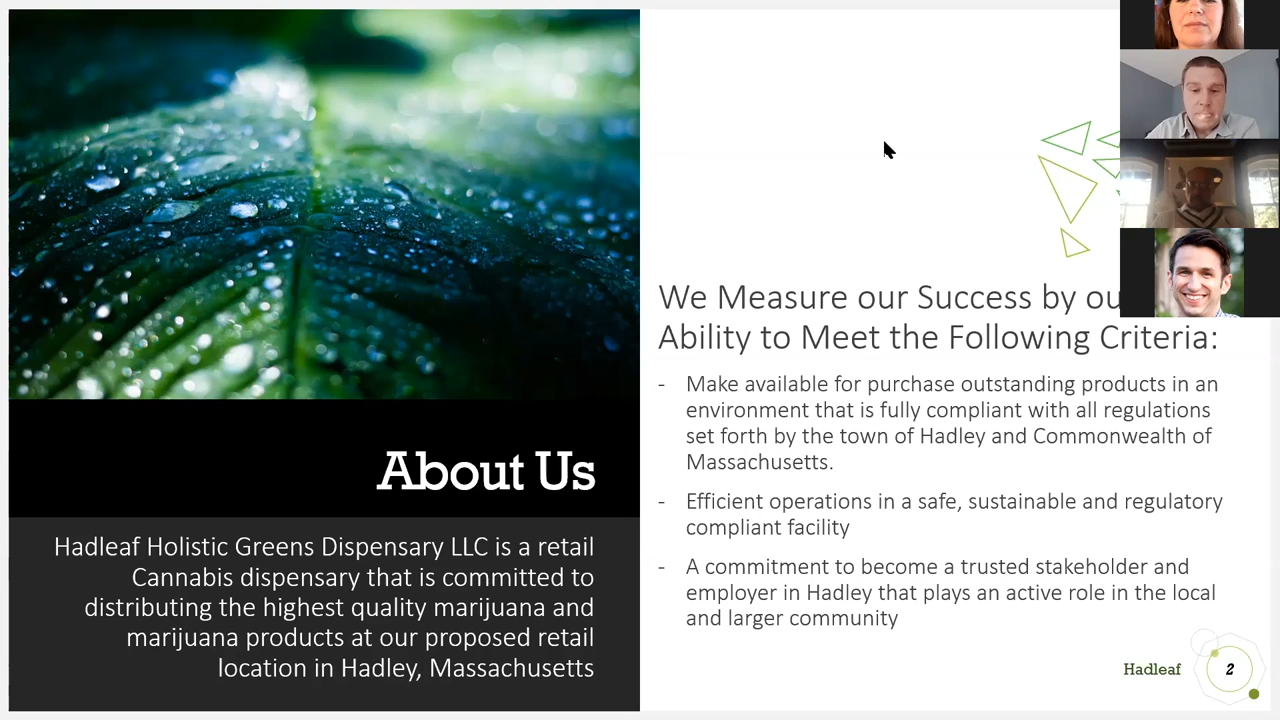 About Us
Hadleaf Holistic Greens Dispensary LLC is a retail
Cannabis dispensary that is committed to
distributing the highest quality marijuana and
marijuana products at our proposed retail
location in Hadley, Massachusetts
We Measure our Success by ou
Ability to Meet the Following Criteria:
- Make available for purchase outstanding products in an
environment that is fully compliant with all regulations
set forth by the town of Hadley and Commonwealth of
Massachusetts.
- Efficient operations in a safe, sustainable and regulatory
compliant facility
- A commitment to become a trusted stakeholder and
employer in Hadley that plays an active role in the local
and larger community
Hadleaf
2